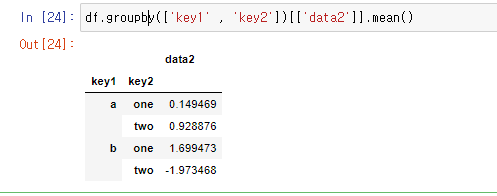 In [24]: df.groupby(['key1' , 'key2'])[['data2']].mean()
Out[24]:
data2
key1 key2
a one 0.149469
two 0.928876
b one 1.699473
two -1.973468